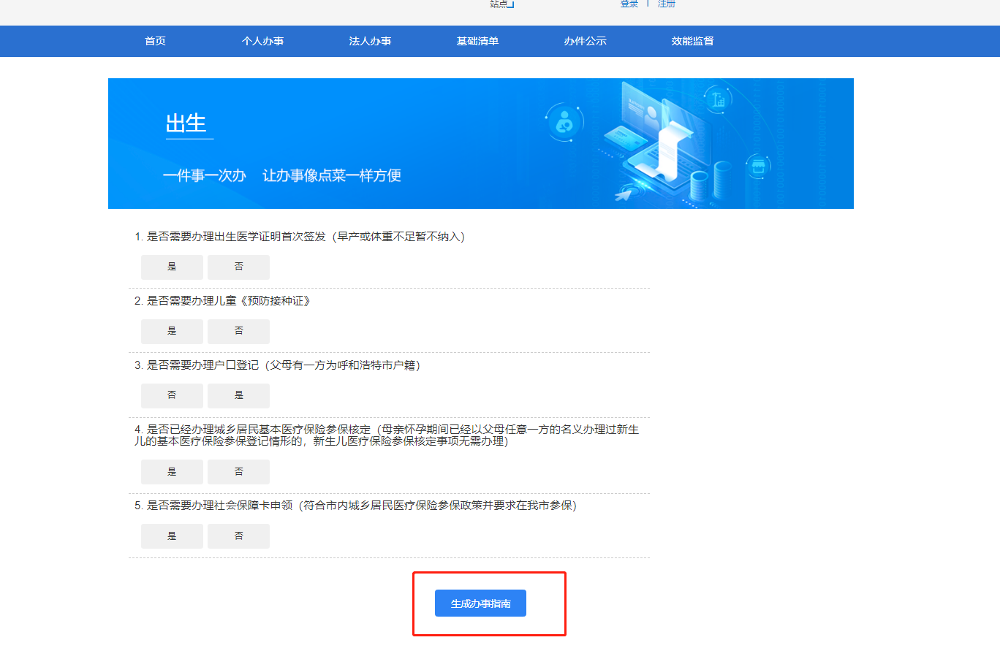 站点
登录 | 注册
首页 个人办事 法人办事 基础清单 办件公示 效能监督
出生
一件事一次办 让办事像点菜一样方便
1. 是否需要办理出生医学证明首次签发（早产或体重不足暂不纳入）
是 否
2. 是否需要办理儿童《预防接种证》
是 否
3. 是否需要办理户口登记（父母有一方为呼和浩特市户籍）
否 是
4. 是否已经办理城乡居民基本医疗保险参保核定（母亲怀孕期间已经以父母任意一方的名义办理过新生
儿的基本医疗保险参保登记情形的，新生儿医疗保险参保核定事项无需办理）
是 否
5. 是否需要办理社会保障卡申领（符合市内城乡居民医疗保险参保政策并要求在我市参保）
是 否
生成办事指南